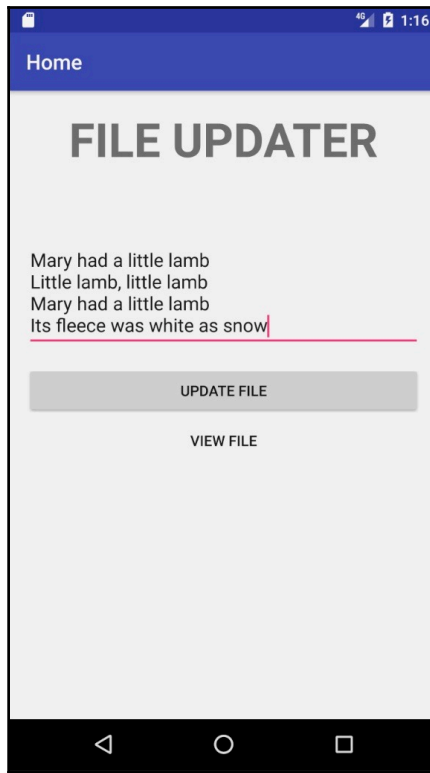 4G 1:16
Home
FILE UPDATER
Mary had a little lamb
Little lamb, little lamb
Mary had a little lamb
Its fleece was white as snow
UPDATE FILE
VIEW FILE